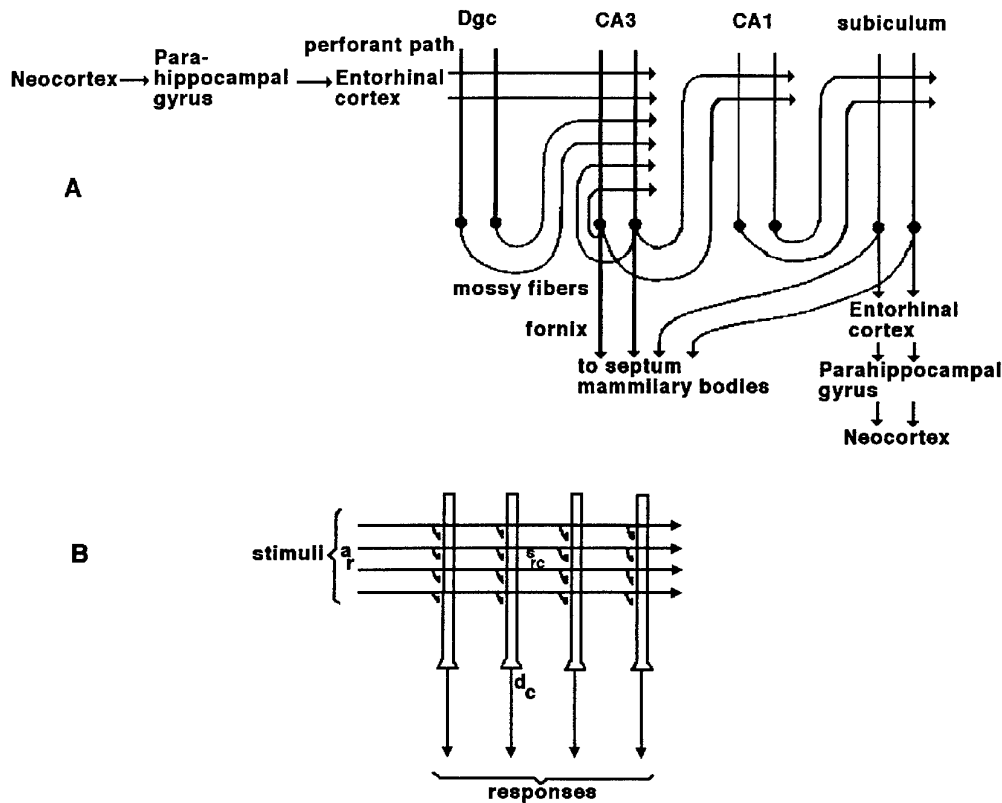 Dgc CA3 CA1 subiculum
perforant path
Neocortex Para-
hippocampal
gyrus
Entorhinal
cortex
A
mossy fibers
fornix
to septum
mammilary bodies
Entorhinal
cortex
Parahippocampal
gyrus
Neocortex
B
stimuli
a
r
s
rc
d
c
responses